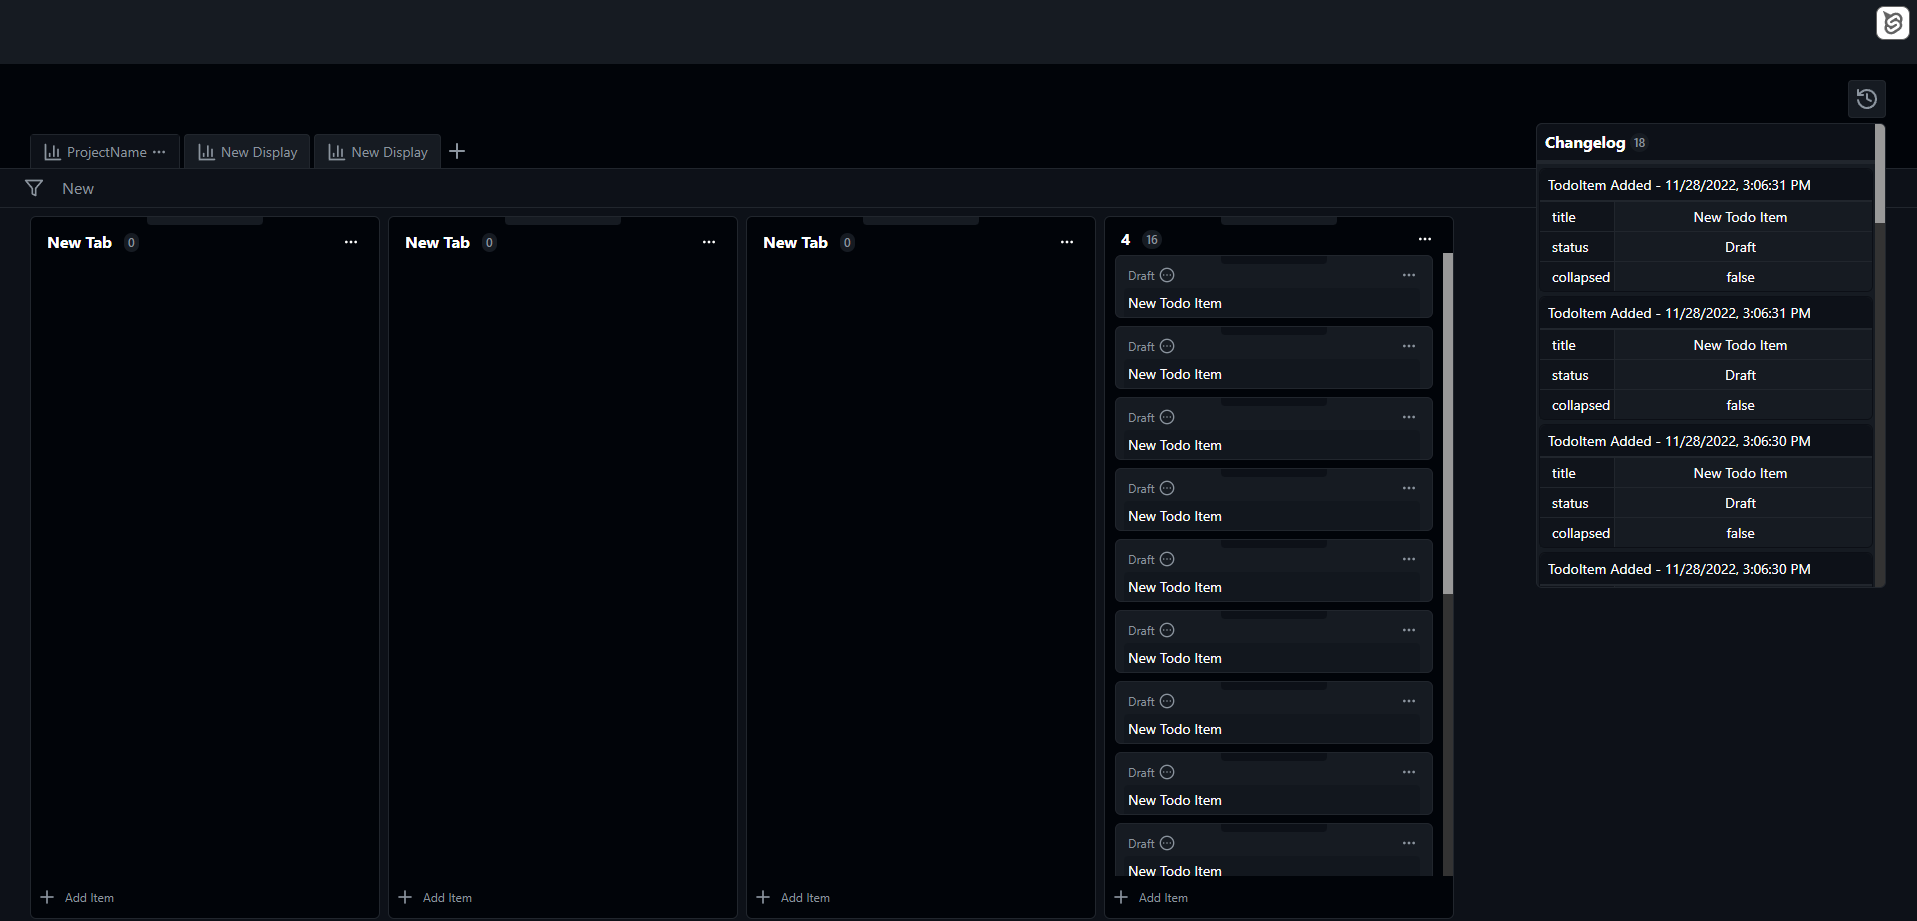 ProjectName
New Display
New Display
New
New Tab 0
New Tab 0
New Tab 0
4 16
Draft
New Todo Item
Draft
New Todo Item
Draft
New Todo Item
Draft
New Todo Item
Draft
New Todo Item
Draft
New Todo Item
Draft
New Todo Item
Draft
New Todo Item
Draft
New Todo Item
Add Item
Add Item
Add Item
Add Item
Changelog 18
TodoItem Added - 11/28/2022, 3:06:31 PM
title New Todo Item
status Draft
collapsed false
TodoItem Added - 11/28/2022, 3:06:31 PM
title New Todo Item
status Draft
collapsed false
TodoItem Added - 11/28/2022, 3:06:30 PM
title New Todo Item
status Draft
collapsed false
TodoItem Added - 11/28/2022, 3:06:30 PM